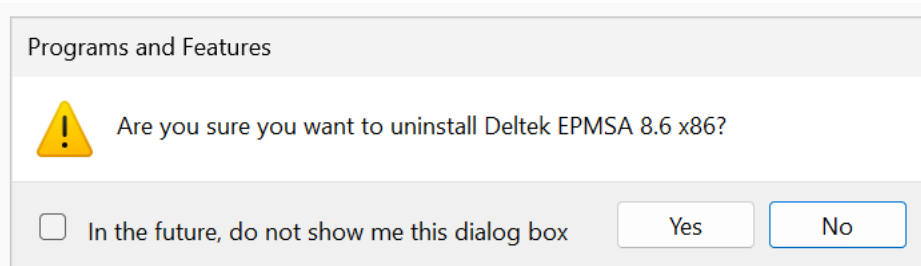 Programs and Features
Are you sure you want to uninstall Deltek EPMSA 8.6 x86?
In the future, do not show me this dialog box
Yes
No